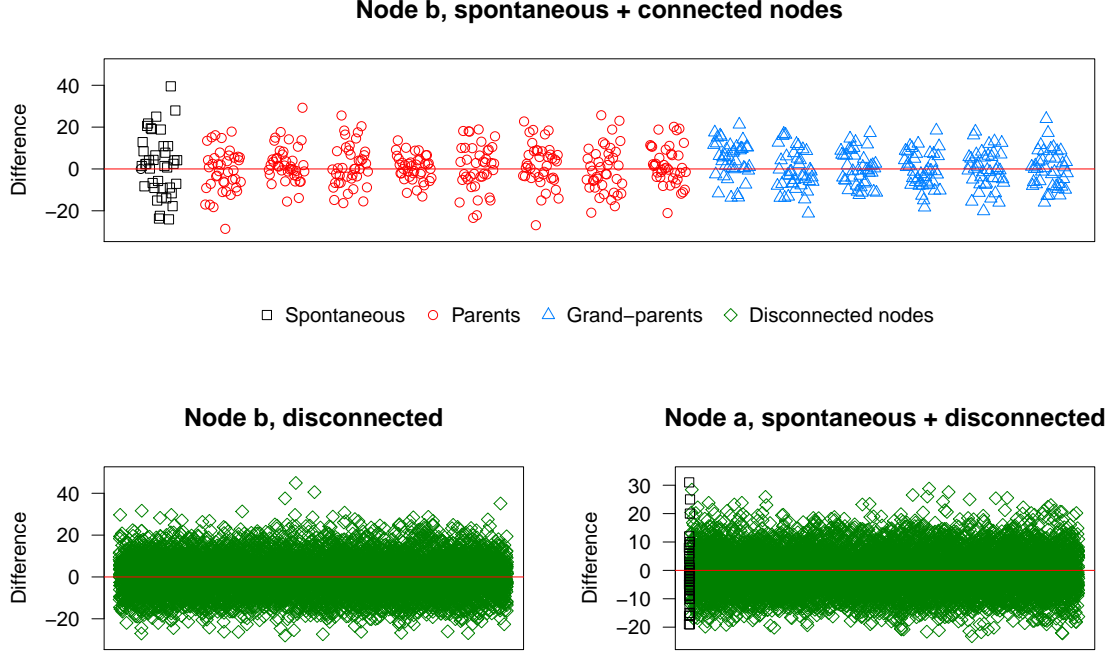 Node b, spontaneous + connected nodes
Difference
40
20
0
−20
Spontaneous Parents Grand−parents Disconnected nodes
Node b, disconnected
Difference
40
20
0
−20
Node a, spontaneous + disconnected
Difference
30
20
10
0
−10
−20